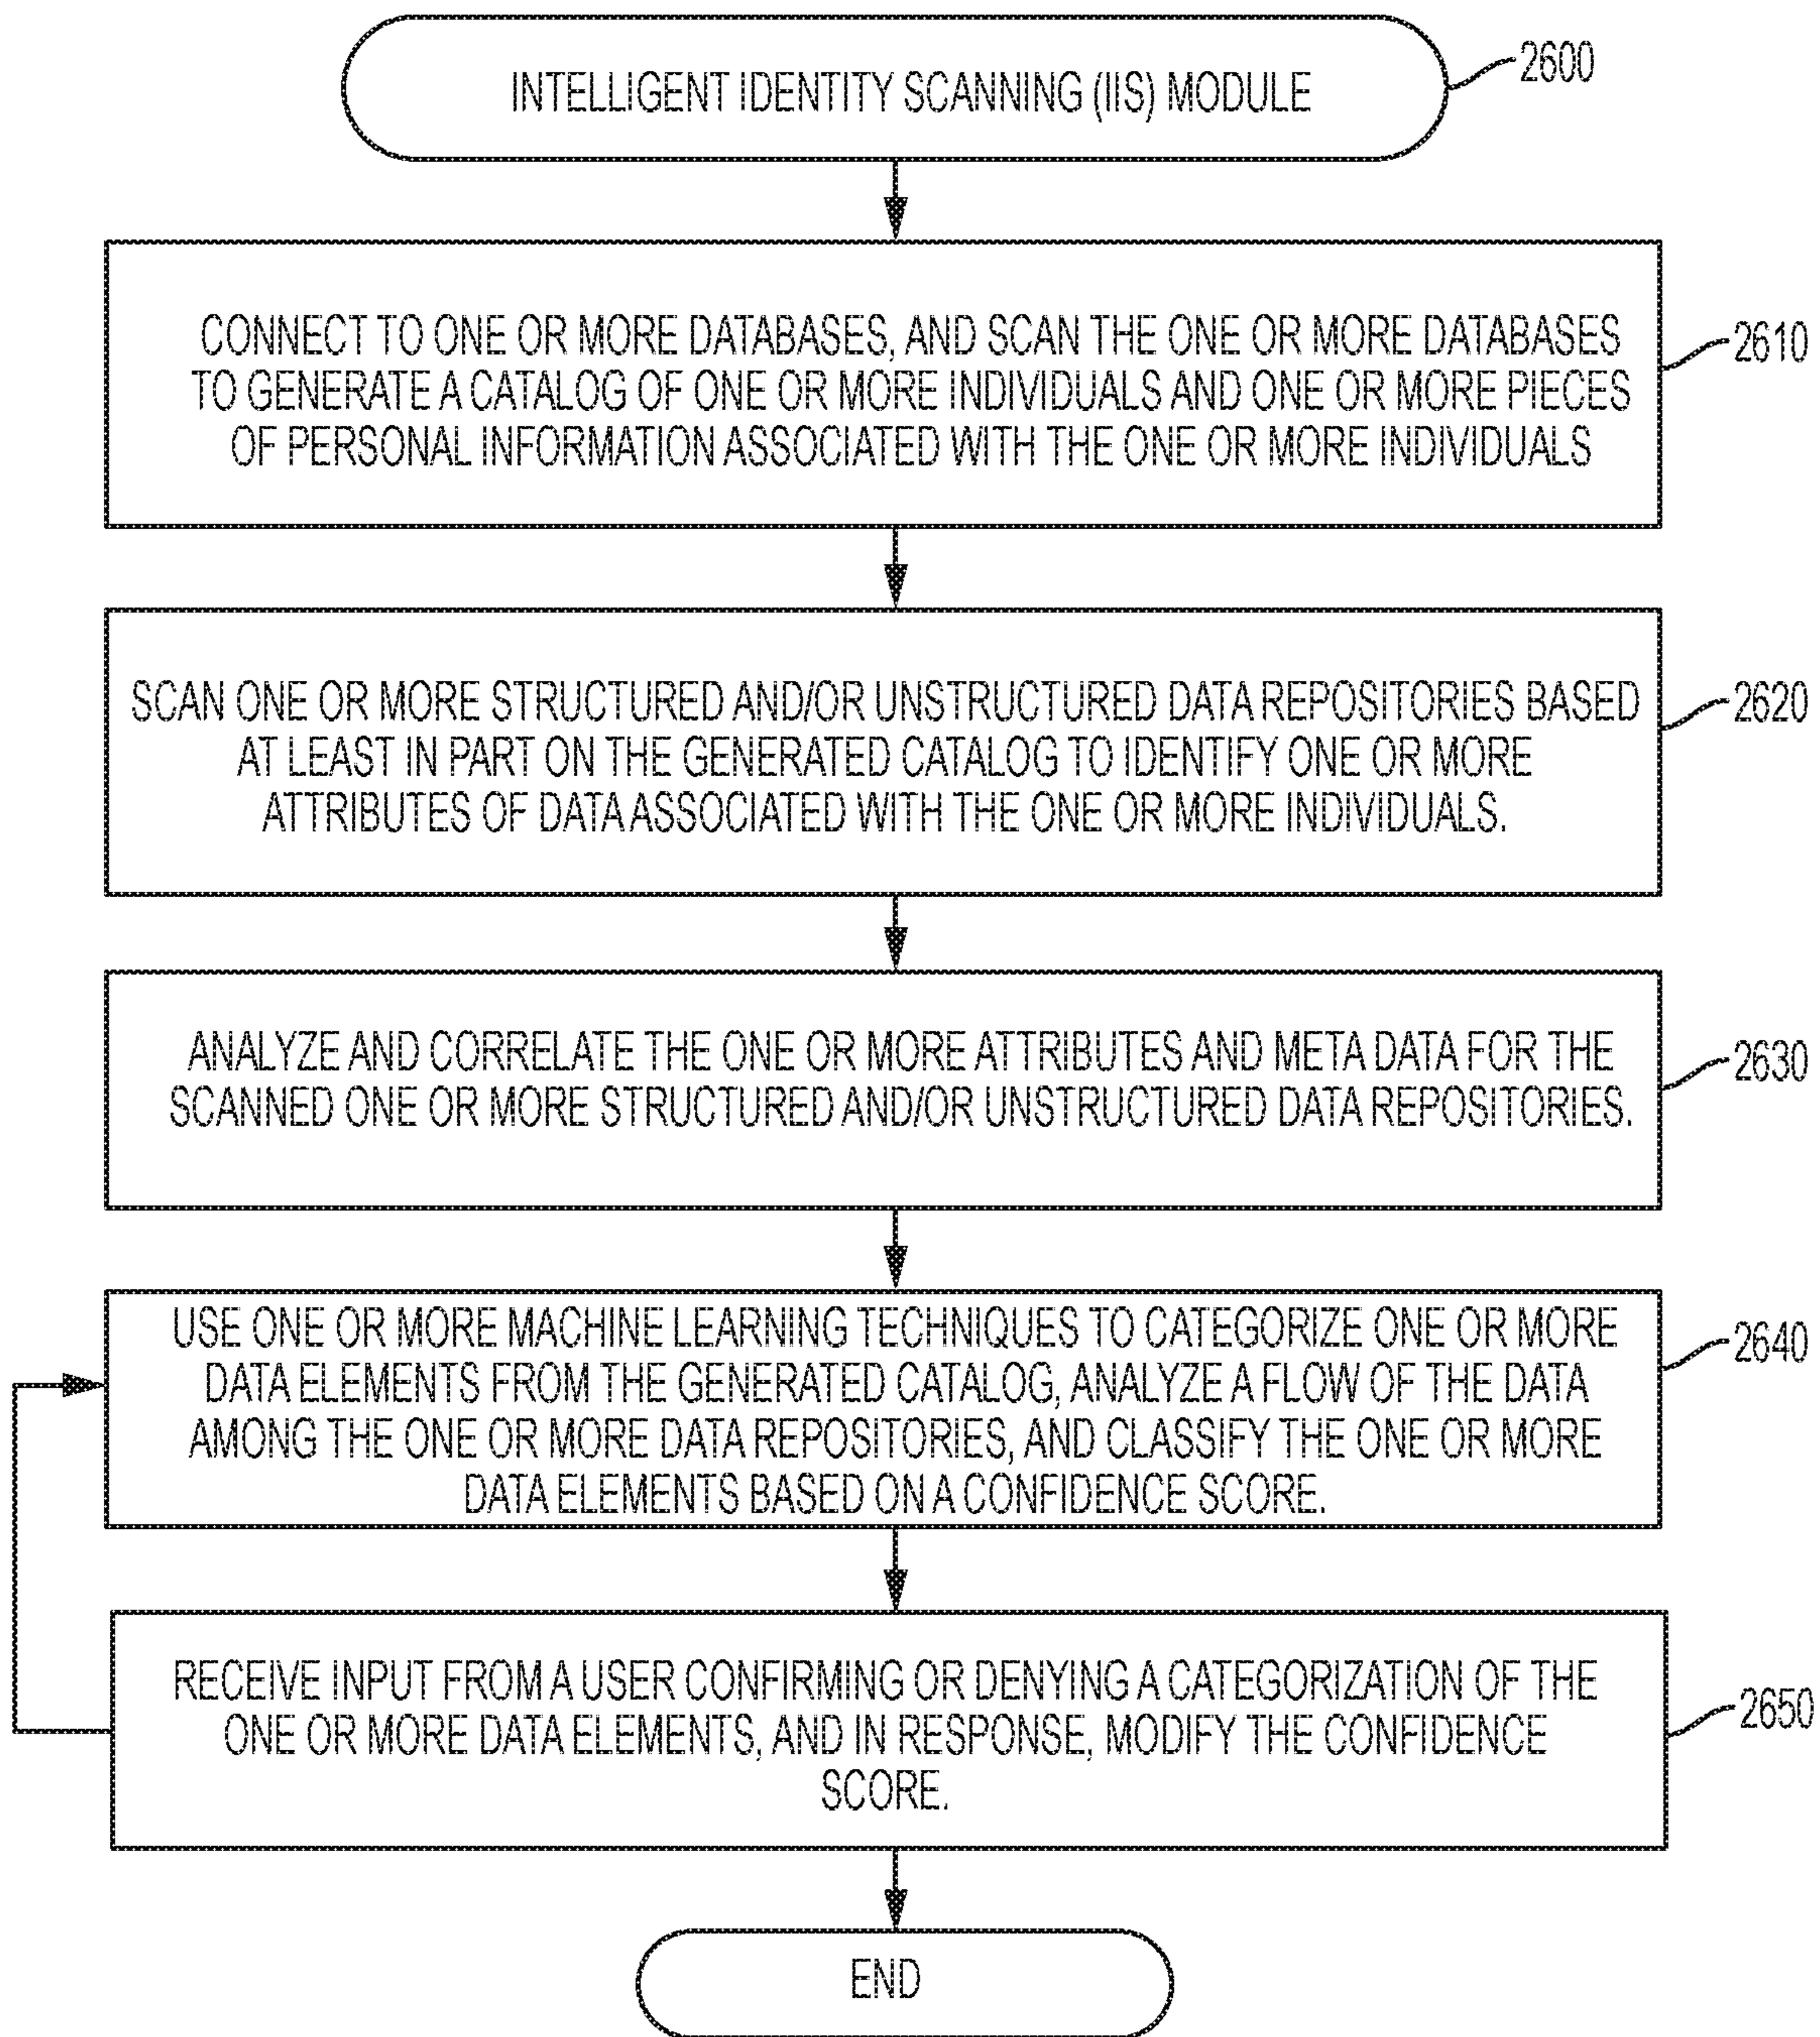 INTELLIGENT IDENTITY SCANNING (IIS) MODULE
2600
CONNECT TO ONE OR MORE DATABASES, AND SCAN THE ONE OR MORE DATABASES
TO GENERATE A CATALOG OF ONE OR MORE INDIVIDUALS AND ONE OR MORE PIECES
OF PERSONAL INFORMATION ASSOCIATED WITH THE ONE OR MORE INDIVIDUALS
2610
SCAN ONE OR MORE STRUCTURED AND/OR UNSTRUCTURED DATA REPOSITORIES BASED
AT LEAST IN PART ON THE GENERATED CATALOG TO IDENTIFY ONE OR MORE
ATTRIBUTES OF DATA ASSOCIATED WITH THE ONE OR MORE INDIVIDUALS.
2620
ANALYZE AND CORRELATE THE ONE OR MORE ATTRIBUTES AND META DATA FOR THE
SCANNED ONE OR MORE STRUCTURED AND/OR UNSTRUCTURED DATA REPOSITORIES.
2630
USE ONE OR MORE MACHINE LEARNING TECHNIQUES TO CATEGORIZE ONE OR MORE
DATA ELEMENTS FROM THE GENERATED CATALOG, ANALYZE A FLOW OF THE DATA
AMONG THE ONE OR MORE DATA REPOSITORIES, AND CLASSIFY THE ONE OR MORE
DATA ELEMENTS BASED ON A CONFIDENCE SCORE.
2640
RECEIVE INPUT FROM A USER CONFIRMING OR DENYING A CATEGORIZATION OF THE
ONE OR MORE DATA ELEMENTS, AND IN RESPONSE, MODIFY THE CONFIDENCE
SCORE.
2650
END